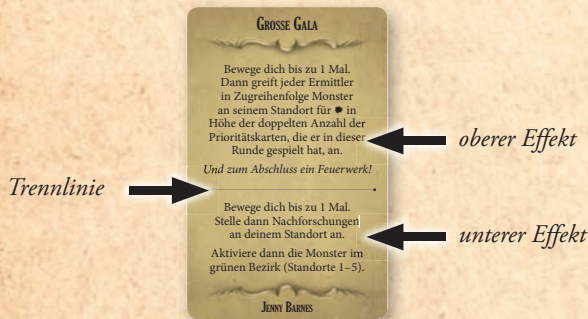 GROSSE GALA
Bewege dich bis zu 1 Mal.
Dann greift jeder Ermittler
in Zugreihenfolge Monster
an seinem Standort für ✸ in
Höhe der doppelten Anzahl der
Prioritätskarten, die er in dieser
Runde gespielt hat, an.
Und zum Abschluss ein Feuerwerk!
oberer Effekt
Trennlinie
Bewege dich bis zu 1 Mal.
Stelle dann Nachforschungen
an deinem Standort an.
unterer Effekt
Aktiviere dann die Monster im
grünen Bezirk (Standorte 1–5).
JENNY BARNES